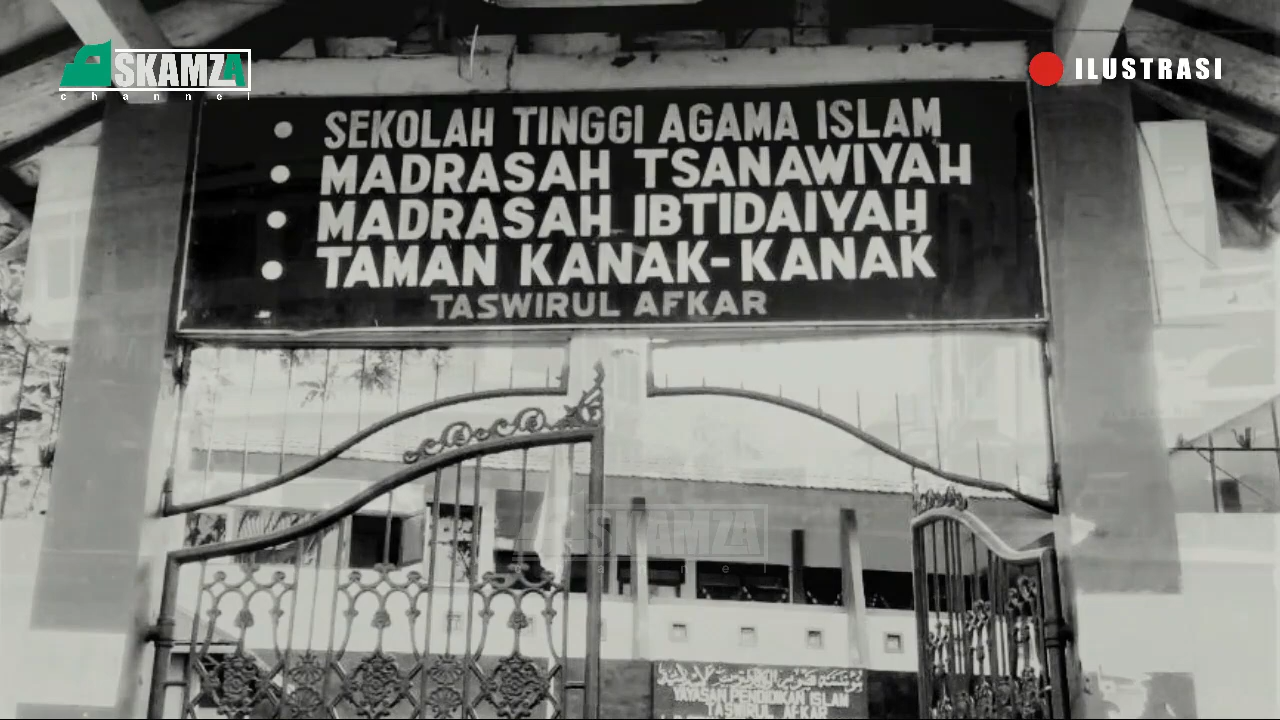 SKAMZA
channel
ILUSTRASI
SEKOLAH TINGGI AGAMA ISLAM
MADRASAH TSANAWIYAH
MADRASAH IBTIDAIYAH
TAMAN KANAK-KANAK
TASWIRUL AFKAR
SKAMZA
YAYASAN PENDIDIKAN ISLAM
TASWIRUL AFKAR